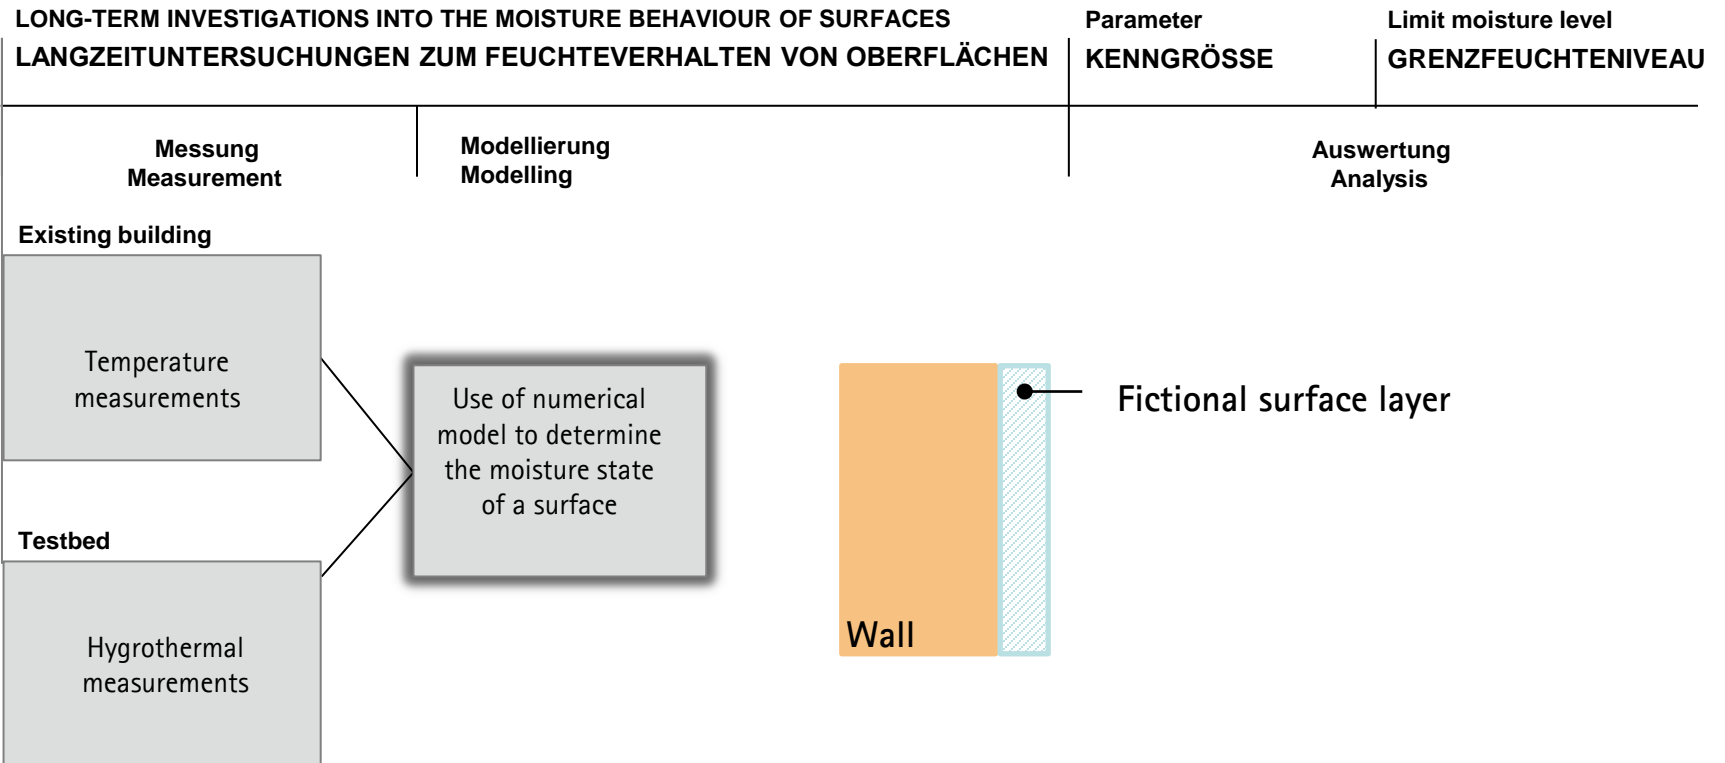 LONG-TERM INVESTIGATIONS INTO THE MOISTURE BEHAVIOUR OF SURFACES
LANGZEITUNTERSUCHUNGEN ZUM FEUCHTEVERHALTEN VON OBERFLÄCHEN
Parameter
KENNGRÖSSE
Limit moisture level
GRENZFEUCHTENIVEAU
Messung
Measurement
Modellierung
Modelling
Auswertung
Analysis
Existing building
Temperature
measurements
Use of numerical
model to determine
the moisture state
of a surface
Fictional surface layer
Wall
Testbed
Hygrothermal
measurements